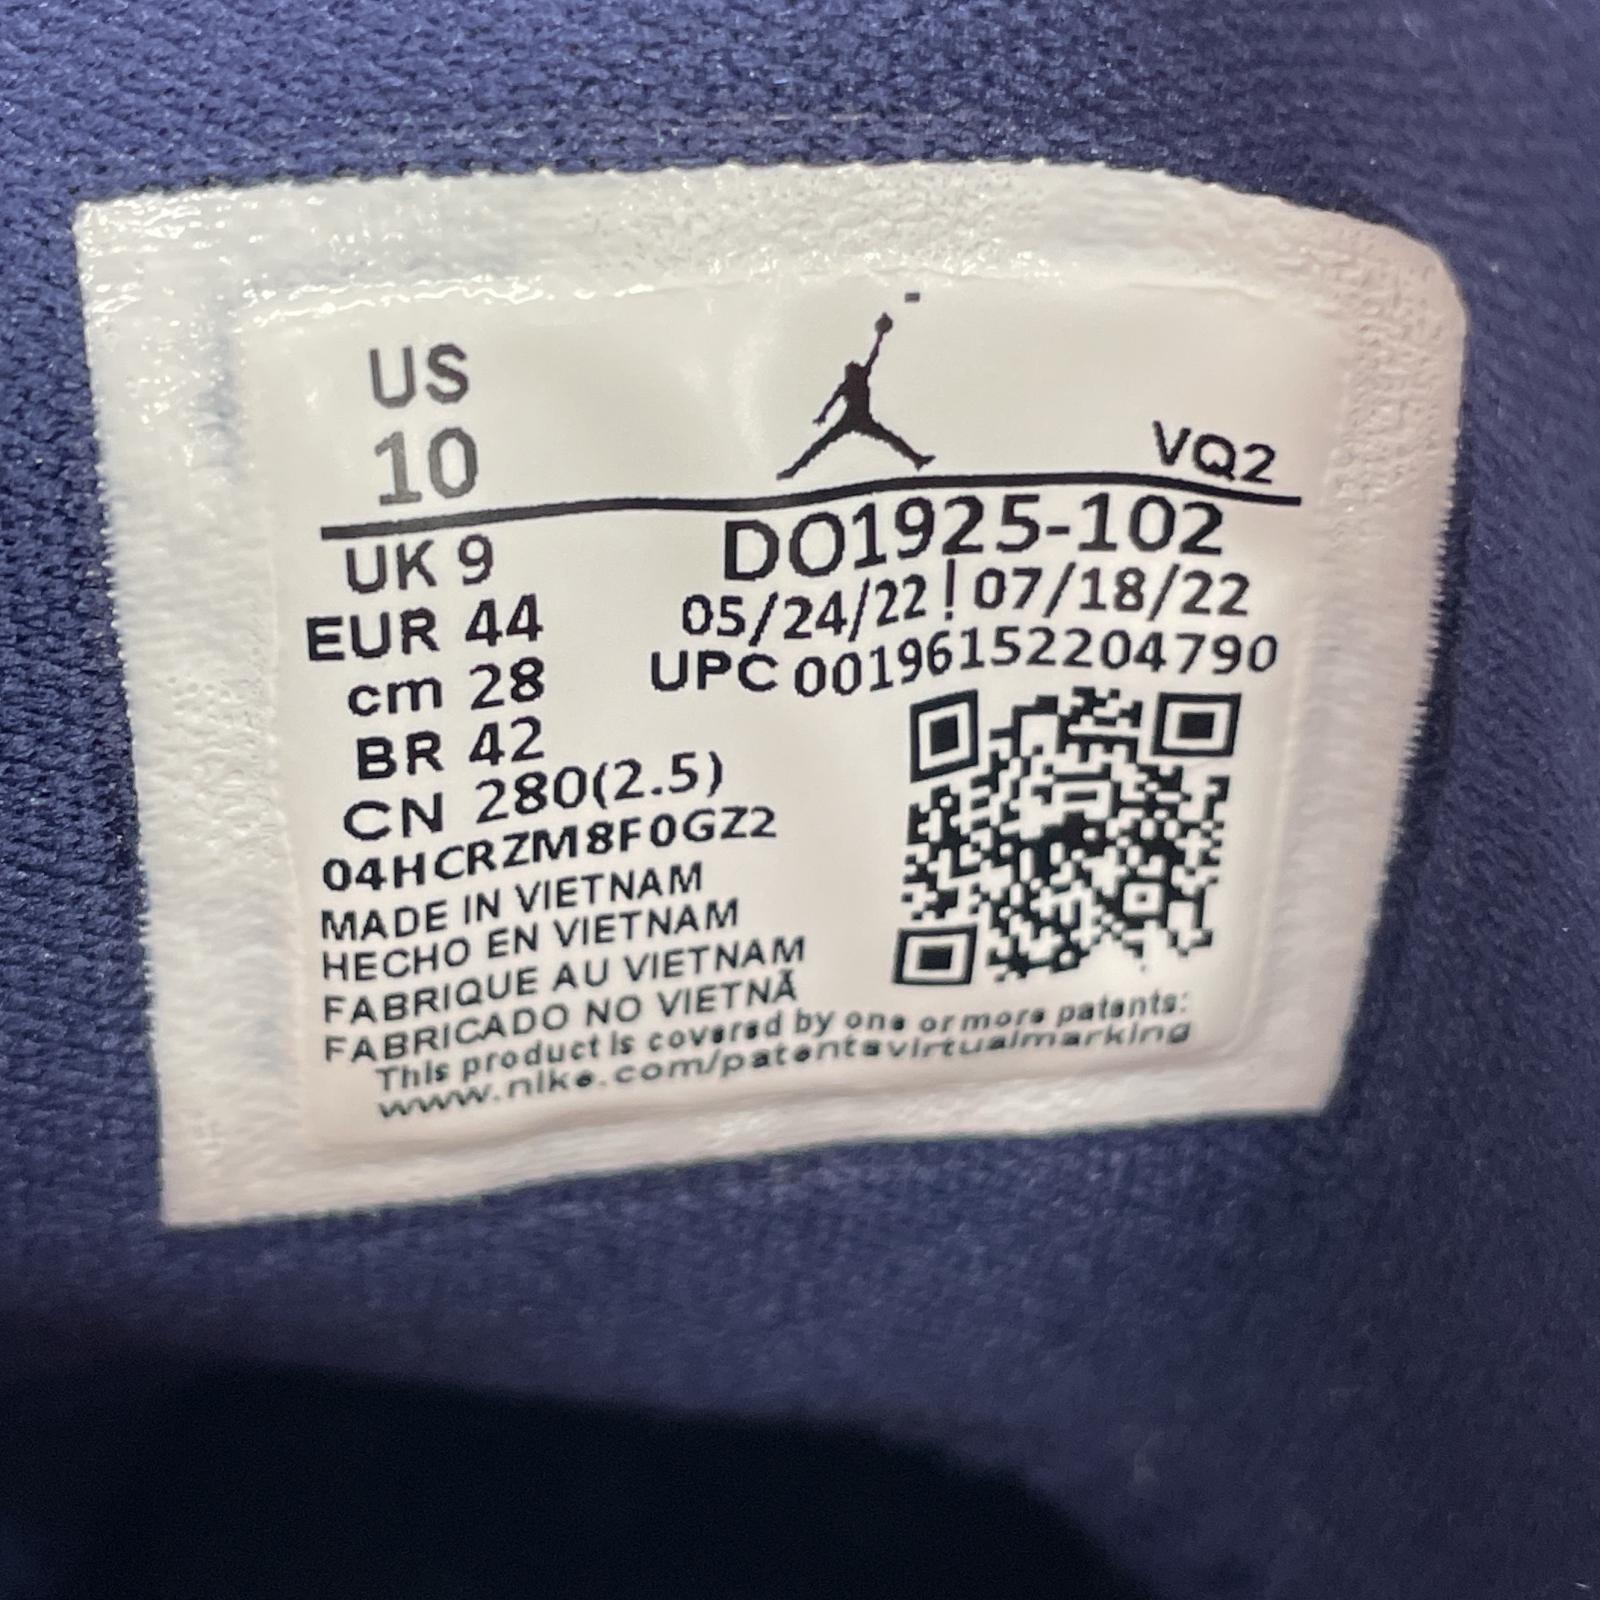 US
10
VQ2
UK 9
EUR 44
cm 28
BR 42
CN 280(2.5)
DO1925-102
05/24/22 ! 07/18/22
UPC 00196152204790
04HCRZM8F0GZ2
MADE IN VIETNAM
HECHO EN VIETNAM
FABRIQUE AU VIETNAM
FABRICADO NO VIETNÃ
This product is covered by one or more patents:
www.nike.com/patentsvirtualmarking